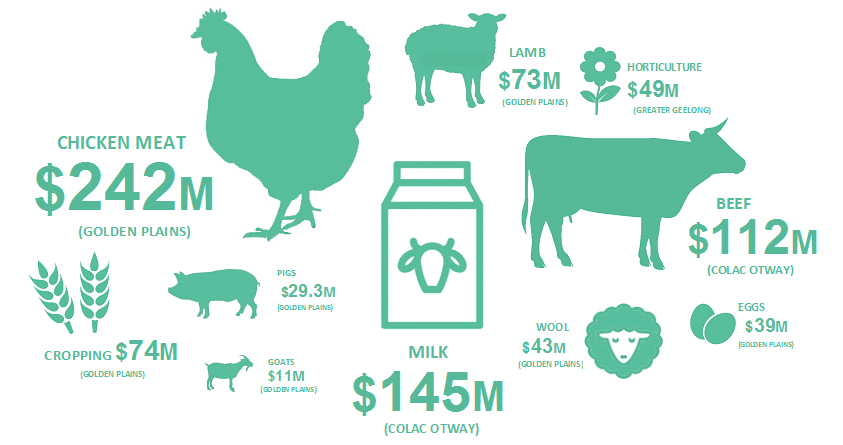 LAMB
$73M
(GOLDEN PLAINS)
HORTICULTURE
$49M
(GREATER GEELONG)
CHICKEN MEAT
$242M
(GOLDEN PLAINS)
BEEF
$112M
(COLAC OTWAY)
PIGS
$29.3M
(GOLDEN PLAINS)
EGGS
$39M
(GOLDEN PLAINS)
WOOL
$43M
(GOLDEN PLAINS)
CROPPING $74M
(GOLDEN PLAINS)
GOATS
$11M
(GOLDEN PLAINS)
MILK
$145M
(COLAC OTWAY)